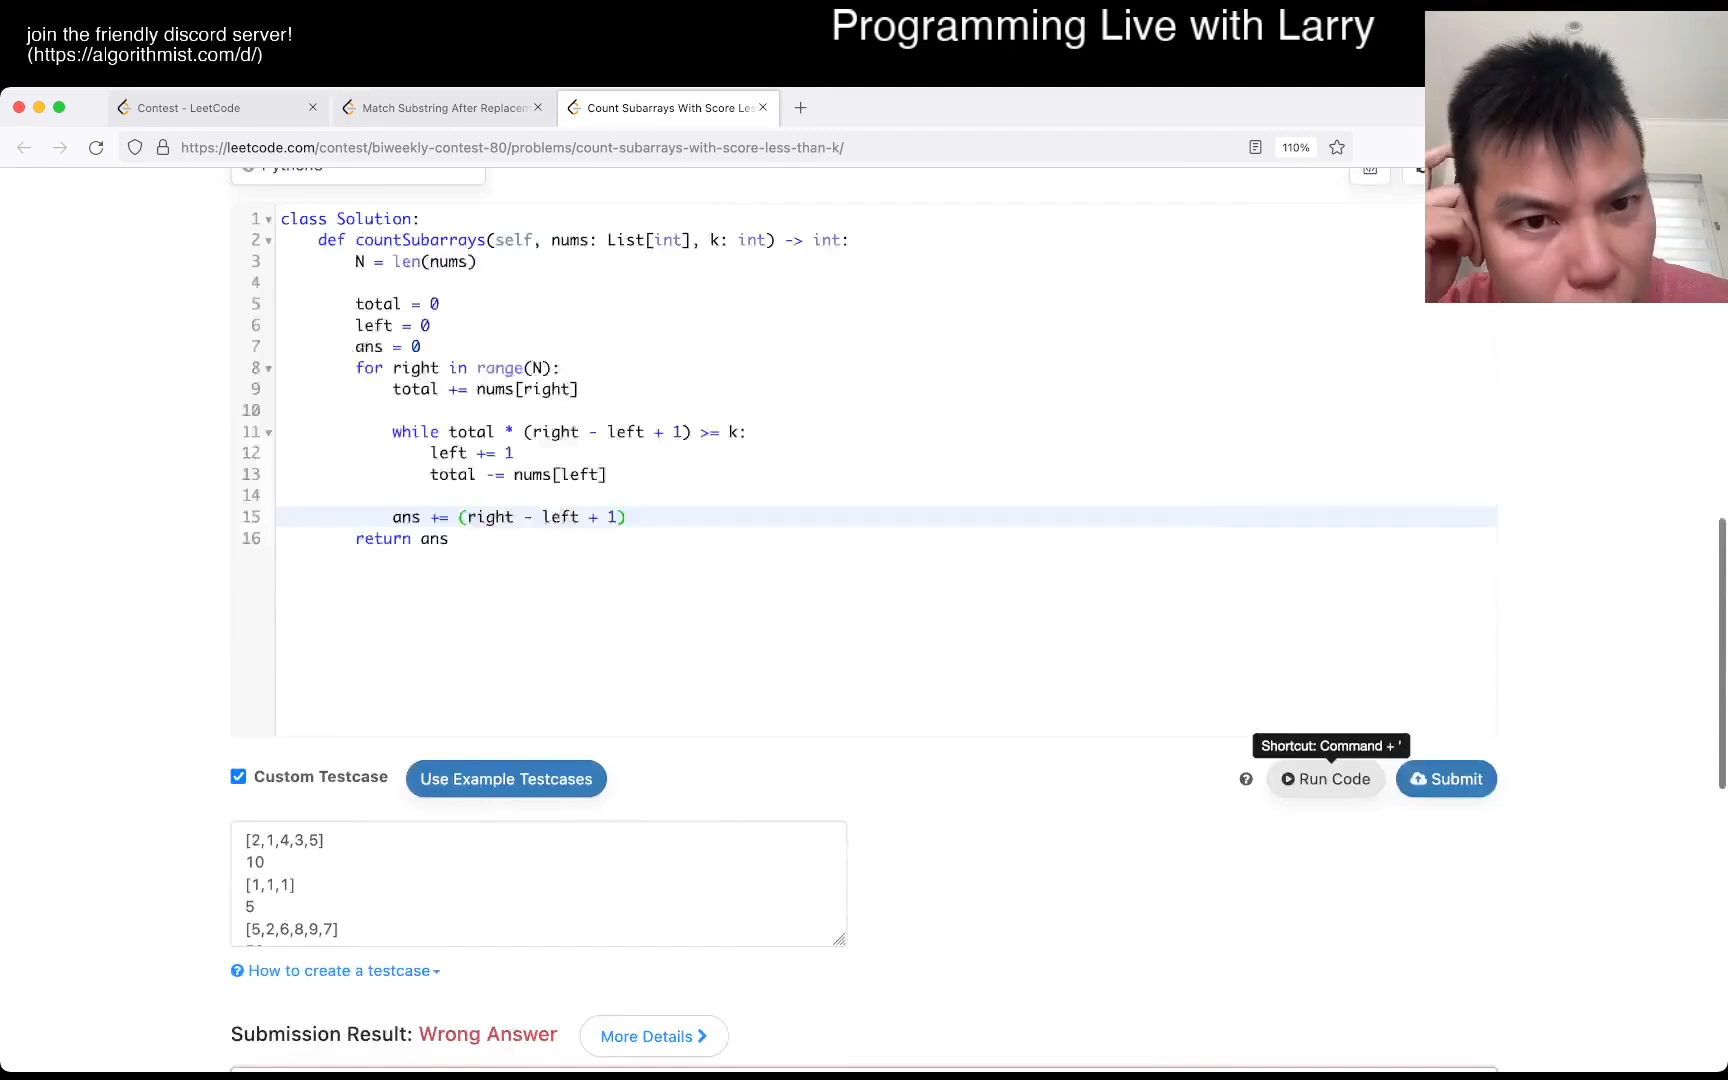 join the friendly discord server!
(https://algorithmist.com/d/)
Programming Live with Larry
Contest - LeetCode
Match Substring After Replacem
Count Subarrays With Score Les
https://leetcode.com/contest/biweekly-contest-80/problems/count-subarrays-with-score-less-than-k/
110%
1 class Solution:
2 def countSubarrays(self, nums: List[int], k: int) -> int:
3 N = len(nums)
4
5 total = 0
6 left = 0
7 ans = 0
8 for right in range(N):
9 total += nums[right]
10
11 while total * (right - left + 1) >= k:
12 left += 1
13 total -= nums[left]
14
15 ans += (right - left + 1)
16 return ans
Shortcut: Command + '
Custom Testcase
Use Example Testcases
Run Code
Submit
[2,1,4,3,5]
10
[1,1,1]
5
[5,2,6,8,9,7]
How to create a testcase
Submission Result: Wrong Answer
More Details